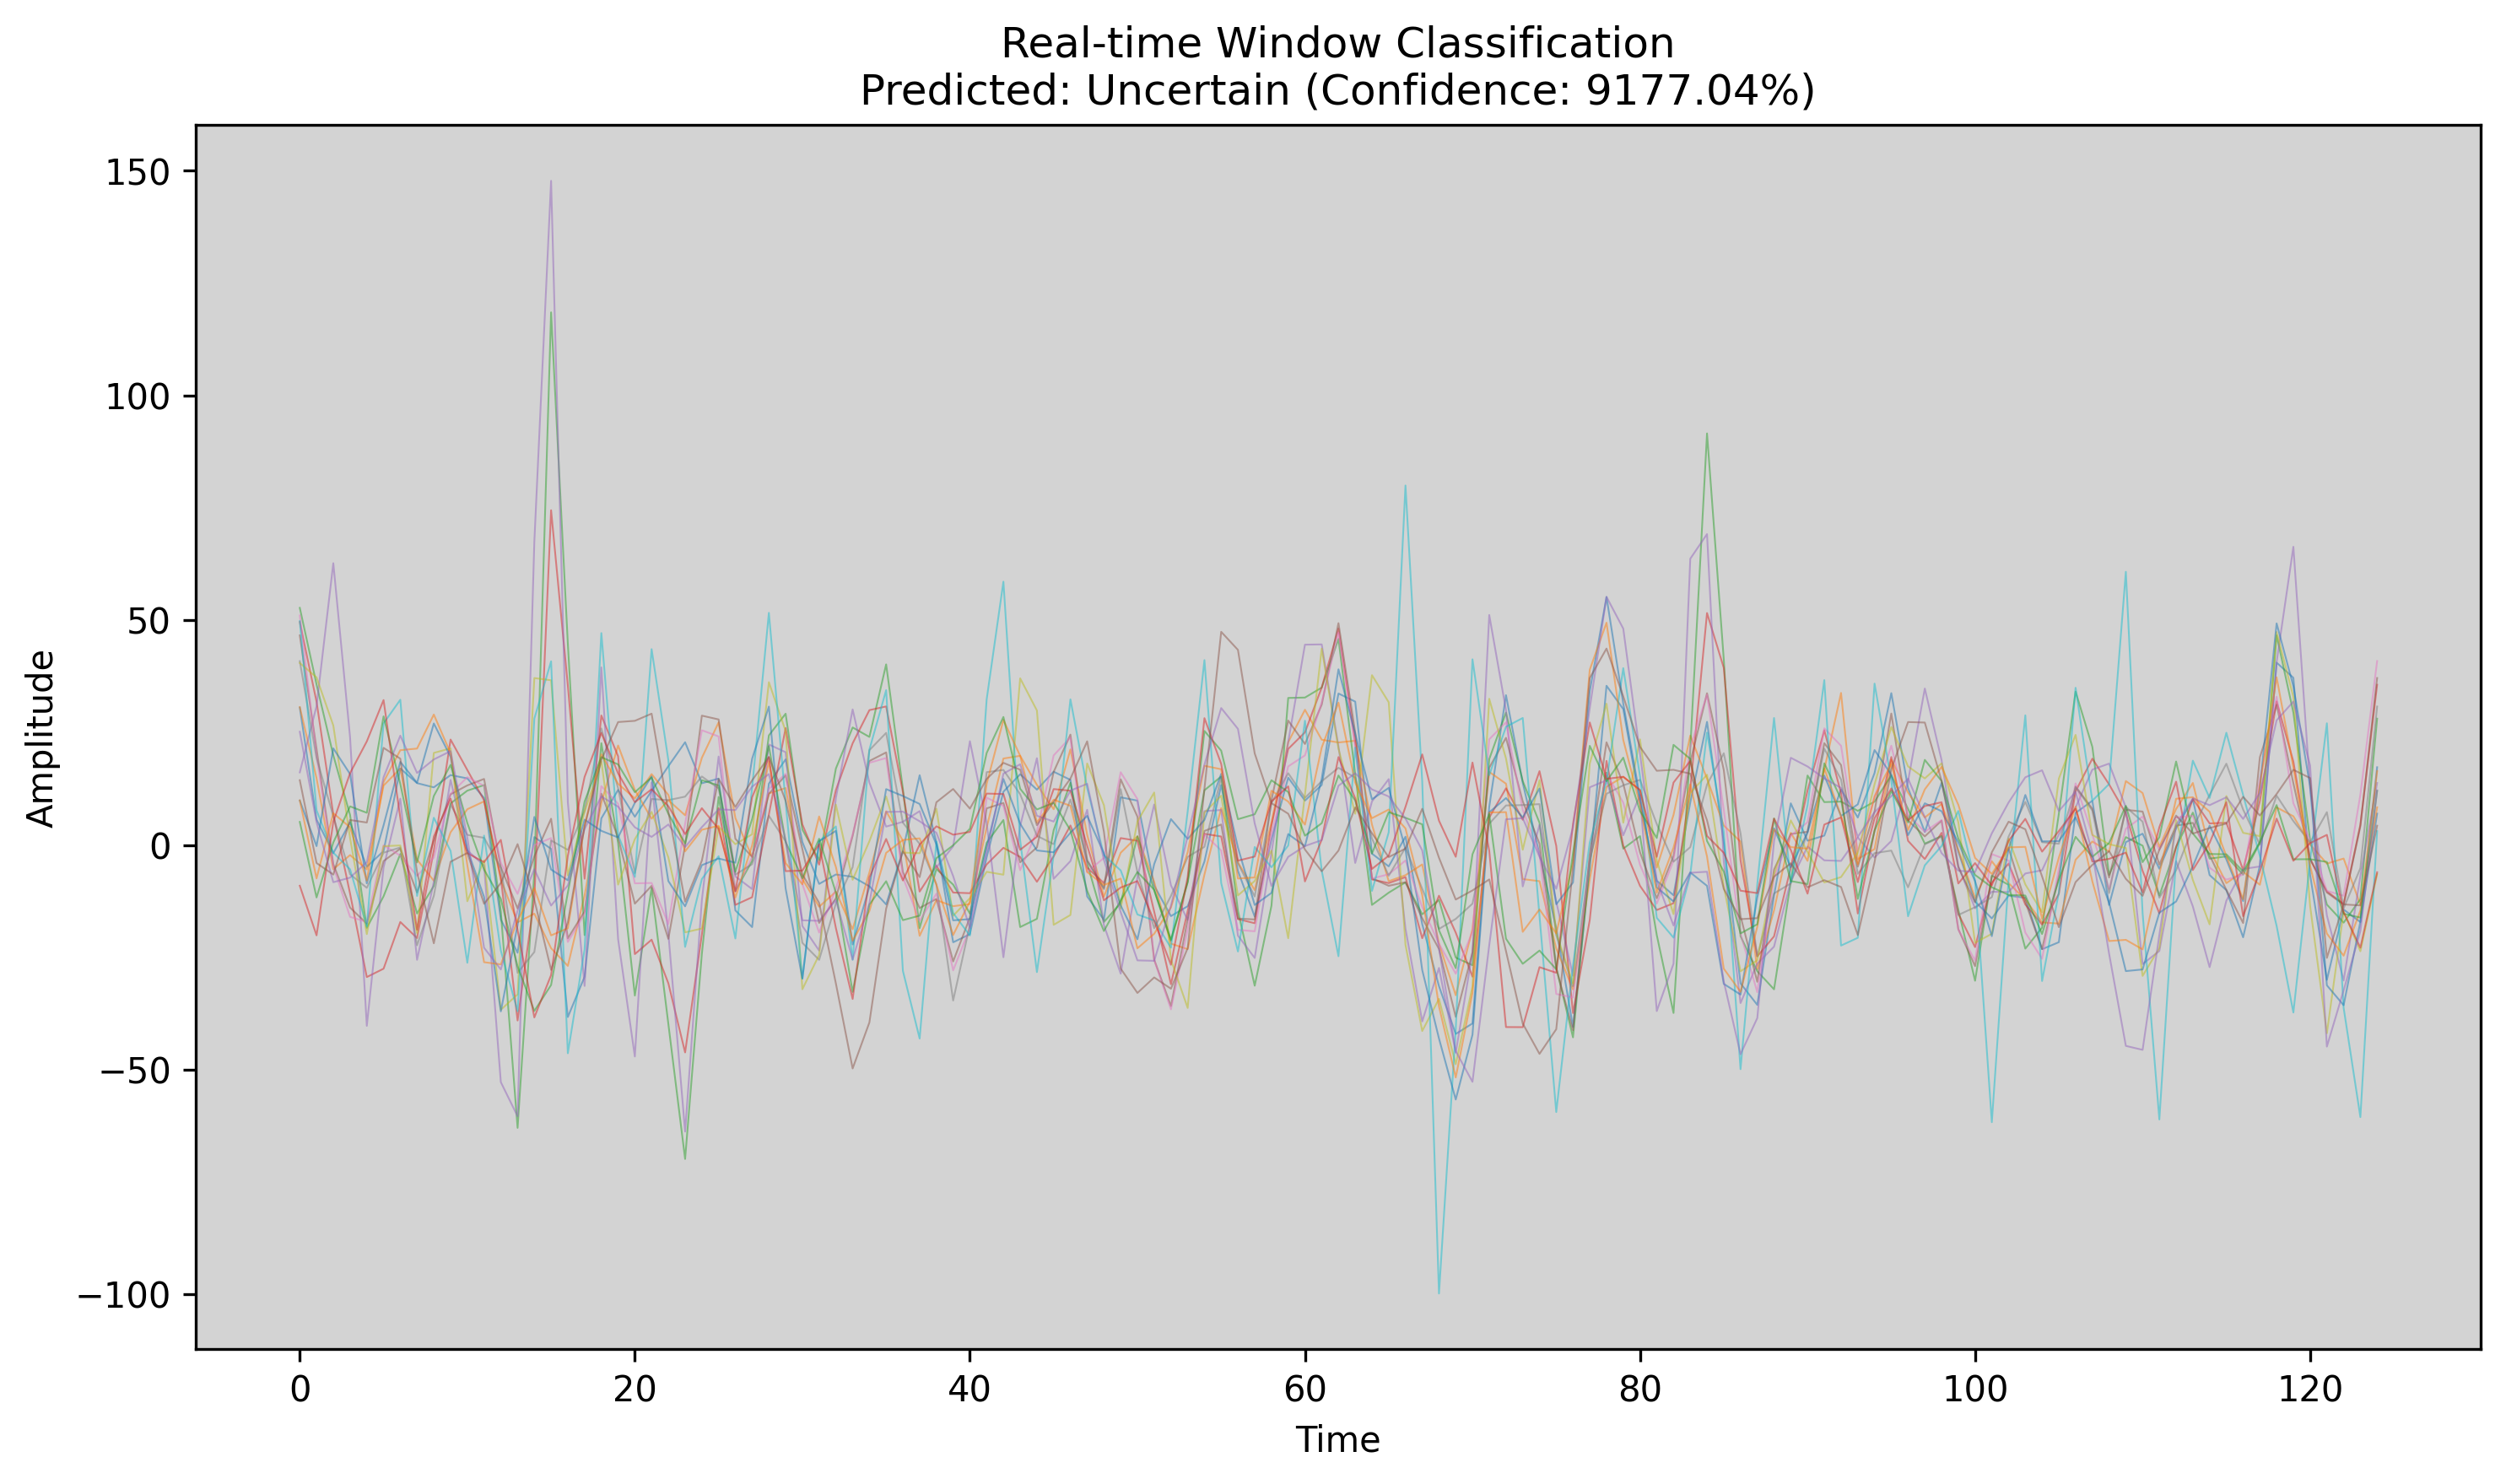 Real-time Window Classification
Predicted: Uncertain (Confidence: 9177.04%)
150
100
50
0
−50
−100
Amplitude
0 20 40 60 80 100 120
Time